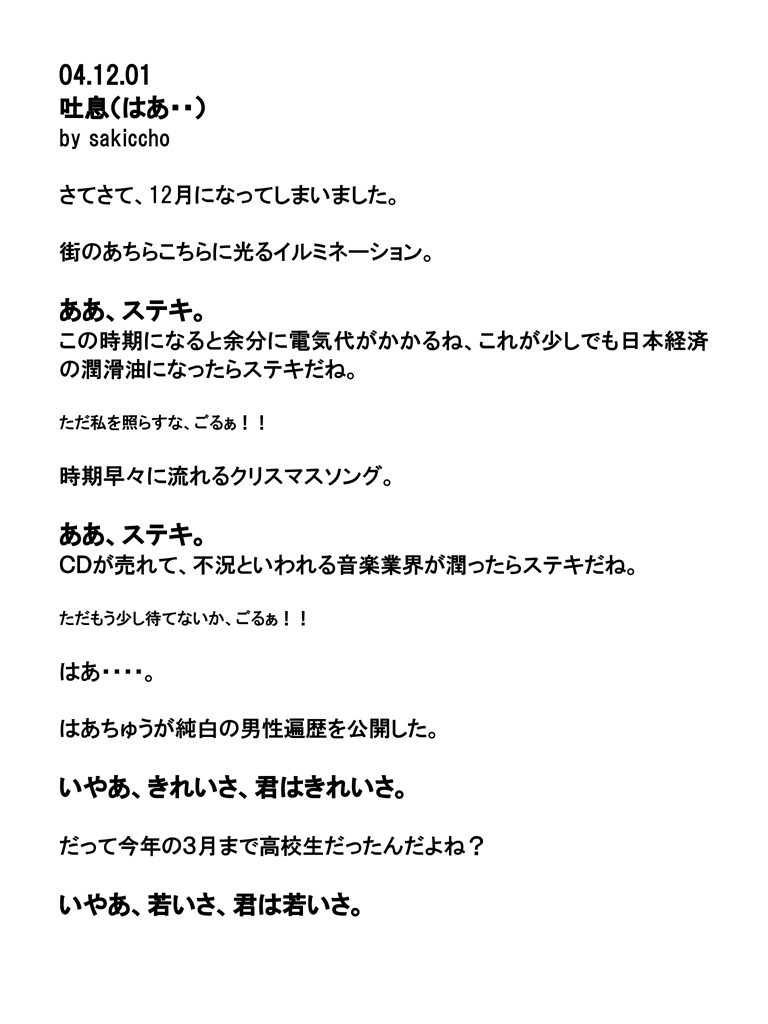 04.12.01
吐息(はあ・・)
by sakiccho
さてさて、12月になってしまいました。
街のあちらこちらに光るイルミネーション。
ああ、ステキ。
この時期になると余分に電気代がかかるね、これが少しでも日本経済
の潤滑油になったらステキだね。
ただ私を照らすな、ごるぁ！！
時期早々に流れるクリスマスソング。
ああ、ステキ。
CDが売れて、不況といわれる音楽業界が潤ったらステキだね。
ただもう少し待てないか、ごるぁ！！
はあ・・・・。
はあちゅうが純白の男性遍歴を公開した。
いやあ、きれいさ、君はきれいさ。
だって今年の3月まで高校生だったんだよね？
いやあ、若いさ、君は若いさ。